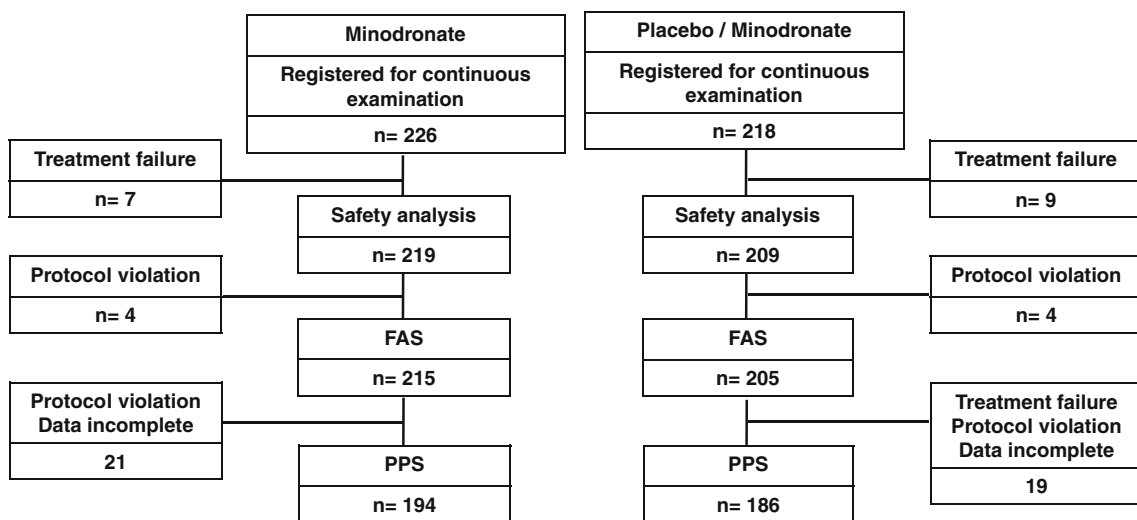 Minodronate
Registered for continuous
examination
n= 226
Treatment failure
n= 7
Safety analysis
n= 219
Protocol violation
n= 4
FAS
n= 215
Protocol violation
Data incomplete
21
PPS
n= 194
Placebo / Minodronate
Registered for continuous
examination
n= 218
Treatment failure
n= 9
Safety analysis
n= 209
Protocol violation
n= 4
FAS
n= 205
Treatment failure
Protocol violation
Data incomplete
19
PPS
n= 186